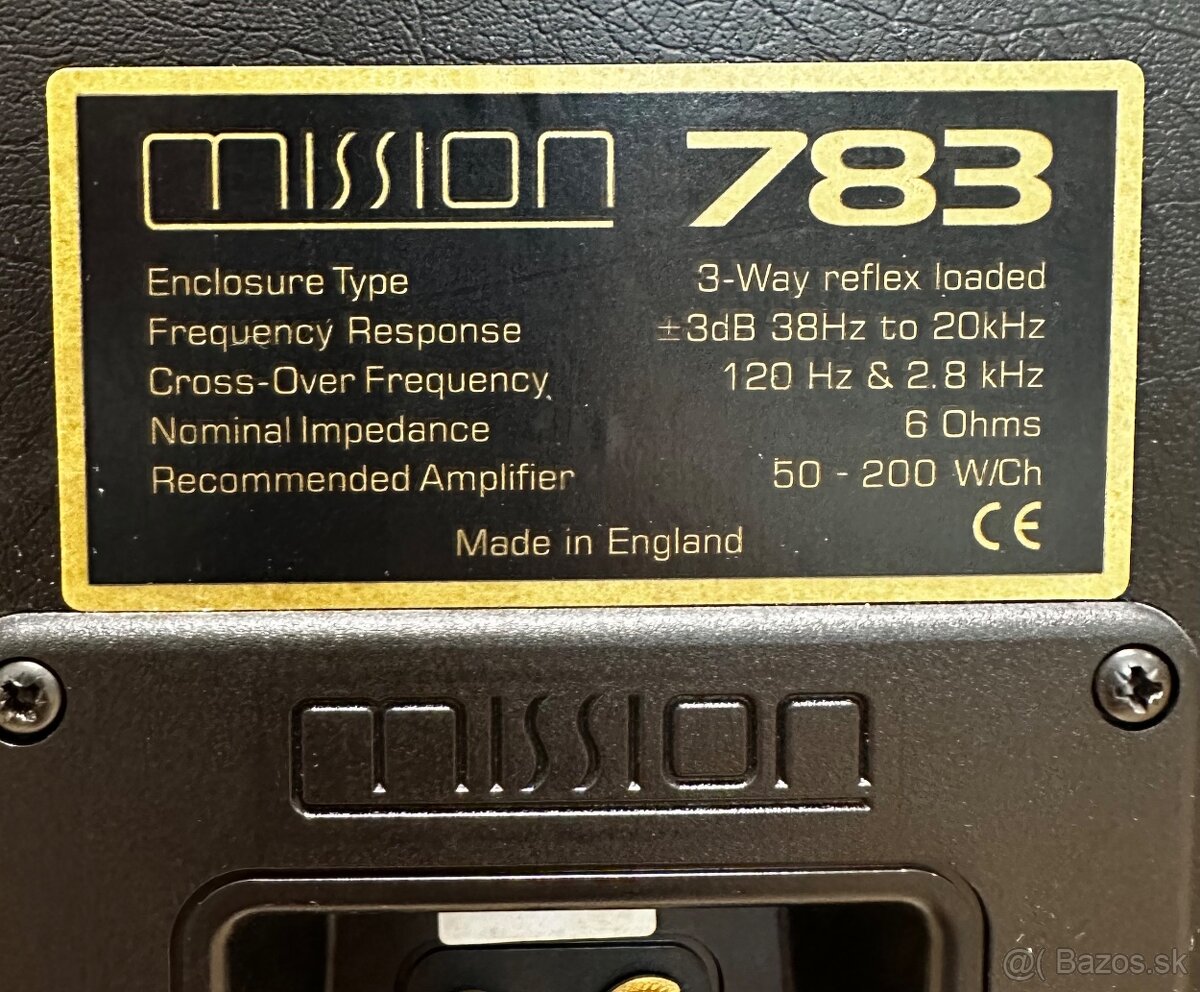 mission 783
Enclosure Type 3-Way reflex loaded
Frequency Response ±3dB 38Hz to 20kHz
Cross-Over Frequency 120 Hz & 2.8 kHz
Nominal Impedance 6 Ohms
Recommended Amplifier 50 - 200 W/Ch
Made in England CE
mission
@( Bazos.sk